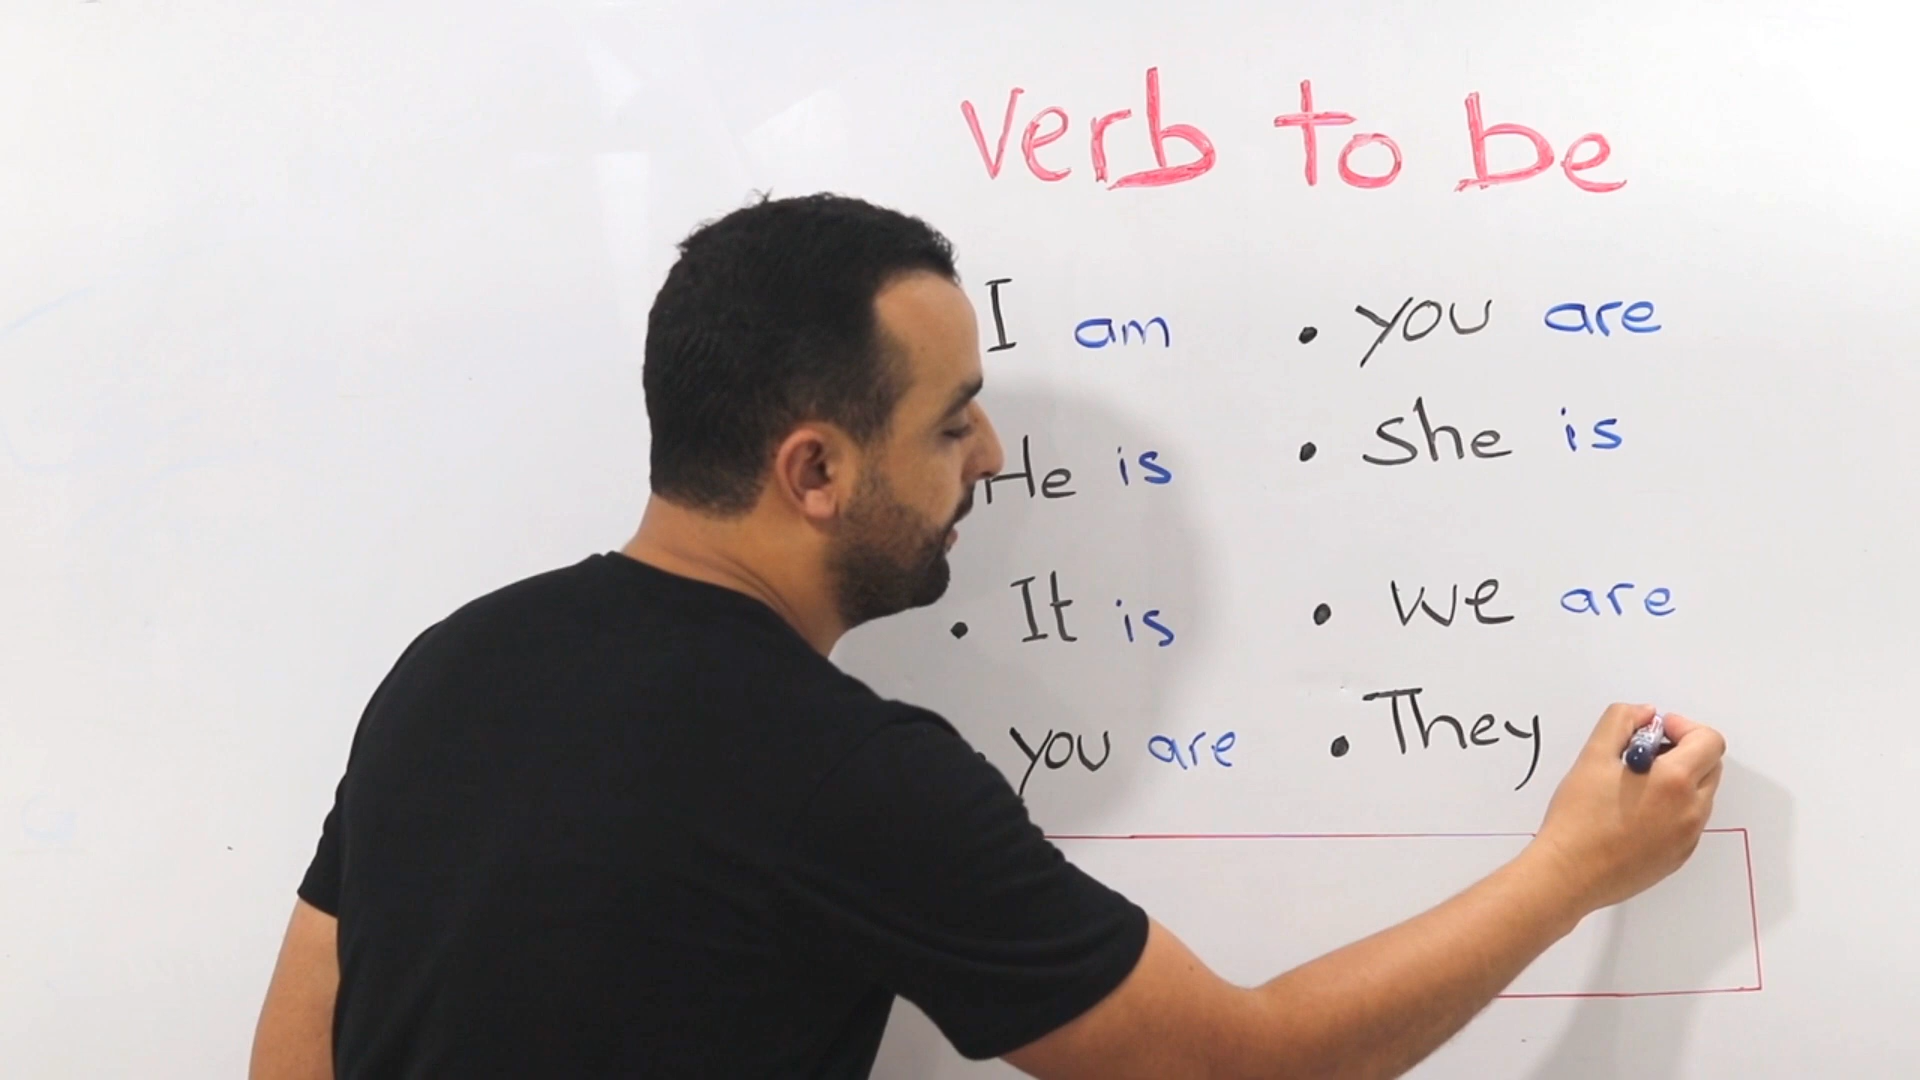 verb to be
I am • you are
He is • She is
• It is • we are
• you are • They